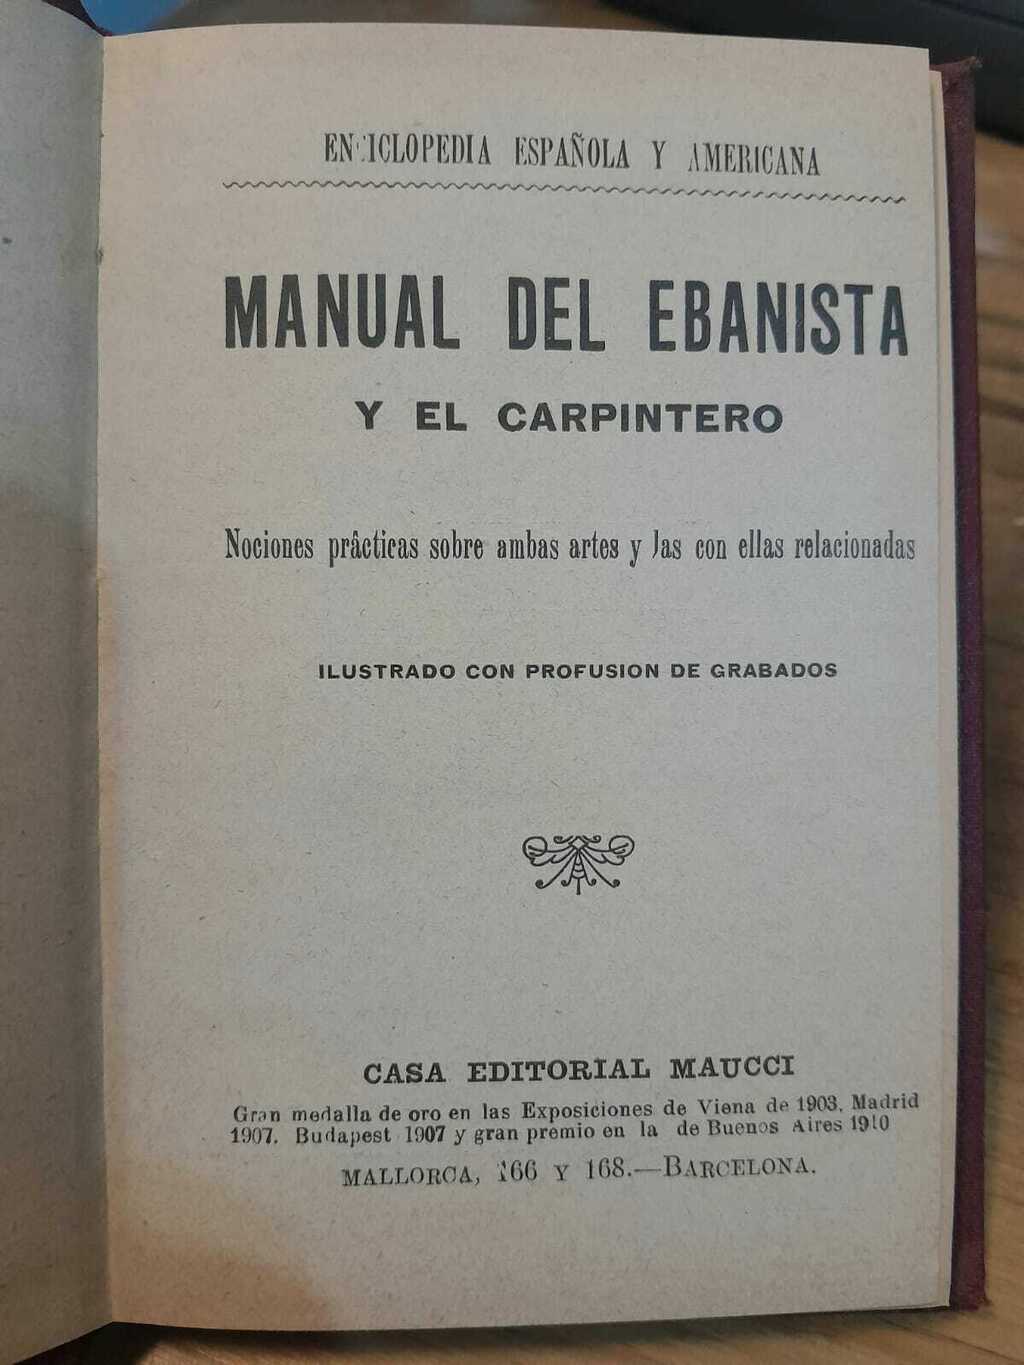 ENCICLOPEDIA ESPAÑOLA Y AMERICANA
MANUAL DEL EBANISTA
Y EL CARPINTERO
Nociones prácticas sobre ambas artes y las con ellas relacionadas
ILUSTRADO CON PROFUSION DE GRABADOS
CASA EDITORIAL MAUCCI
Gran medalla de oro en las Exposiciones de Viena de 1903, Madrid
1907, Budapest 1907 y gran premio en la de Buenos Aires 1910
MALLORCA, 166 Y 168.—BARCELONA.